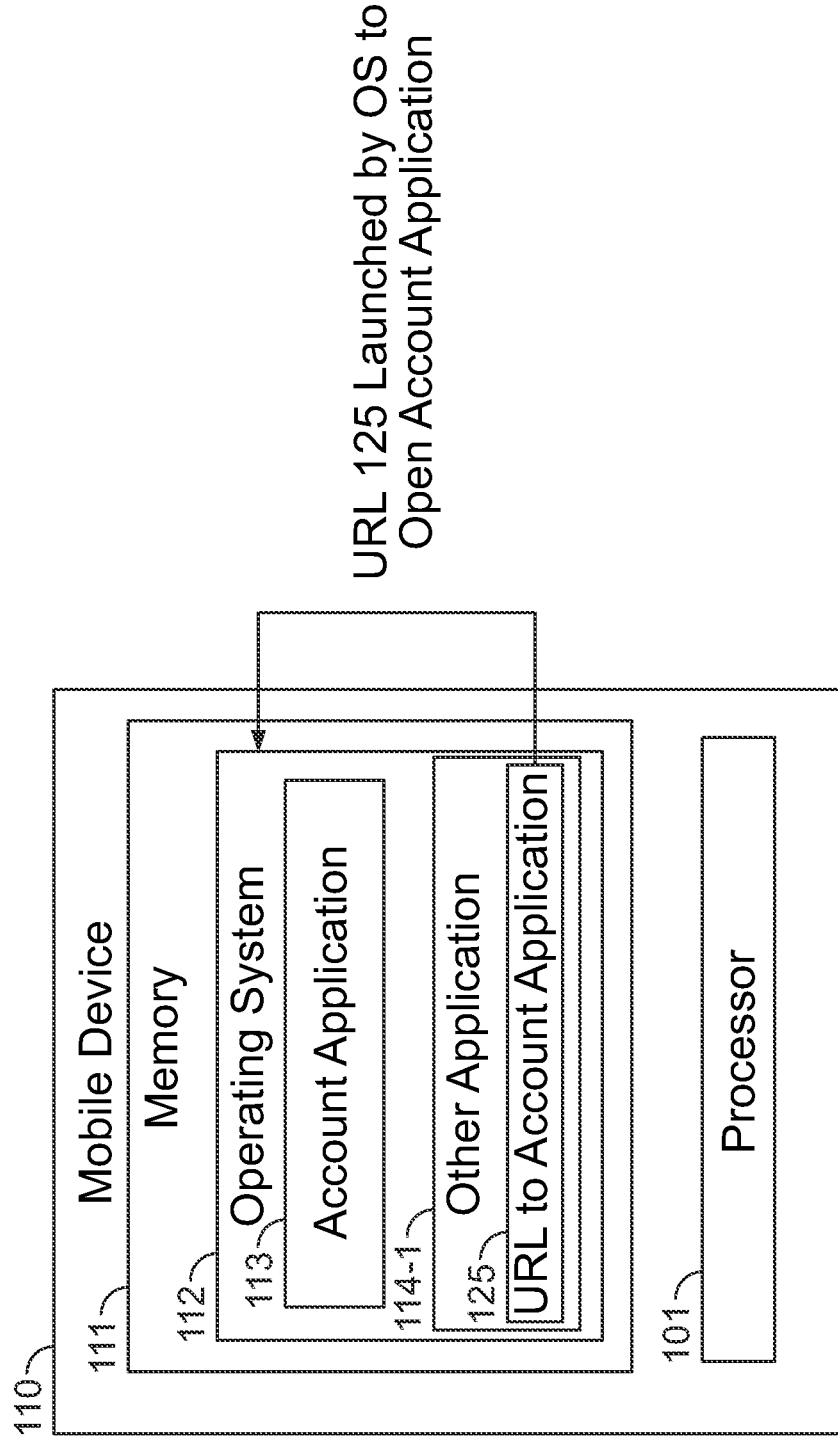 110
Mobile Device
111
Memory
112
Operating System
113
Account Application
114-1
Other Application
125
URL to Account Application
101
Processor
URL 125 Launched by OS to
Open Account Application